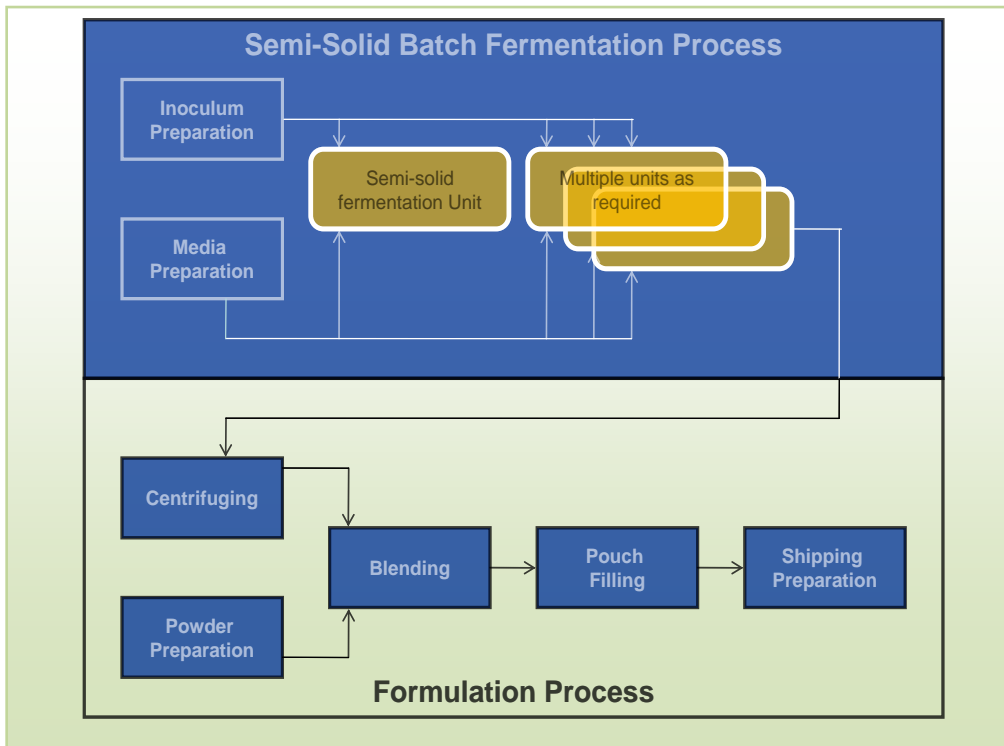 Semi-Solid Batch Fermentation Process
Inoculum
Preparation
Semi-solid
fermentation Unit
Multiple units as
required
Media
Preparation
Centrifuging
Blending
Pouch
Filling
Shipping
Preparation
Powder
Preparation
Formulation Process